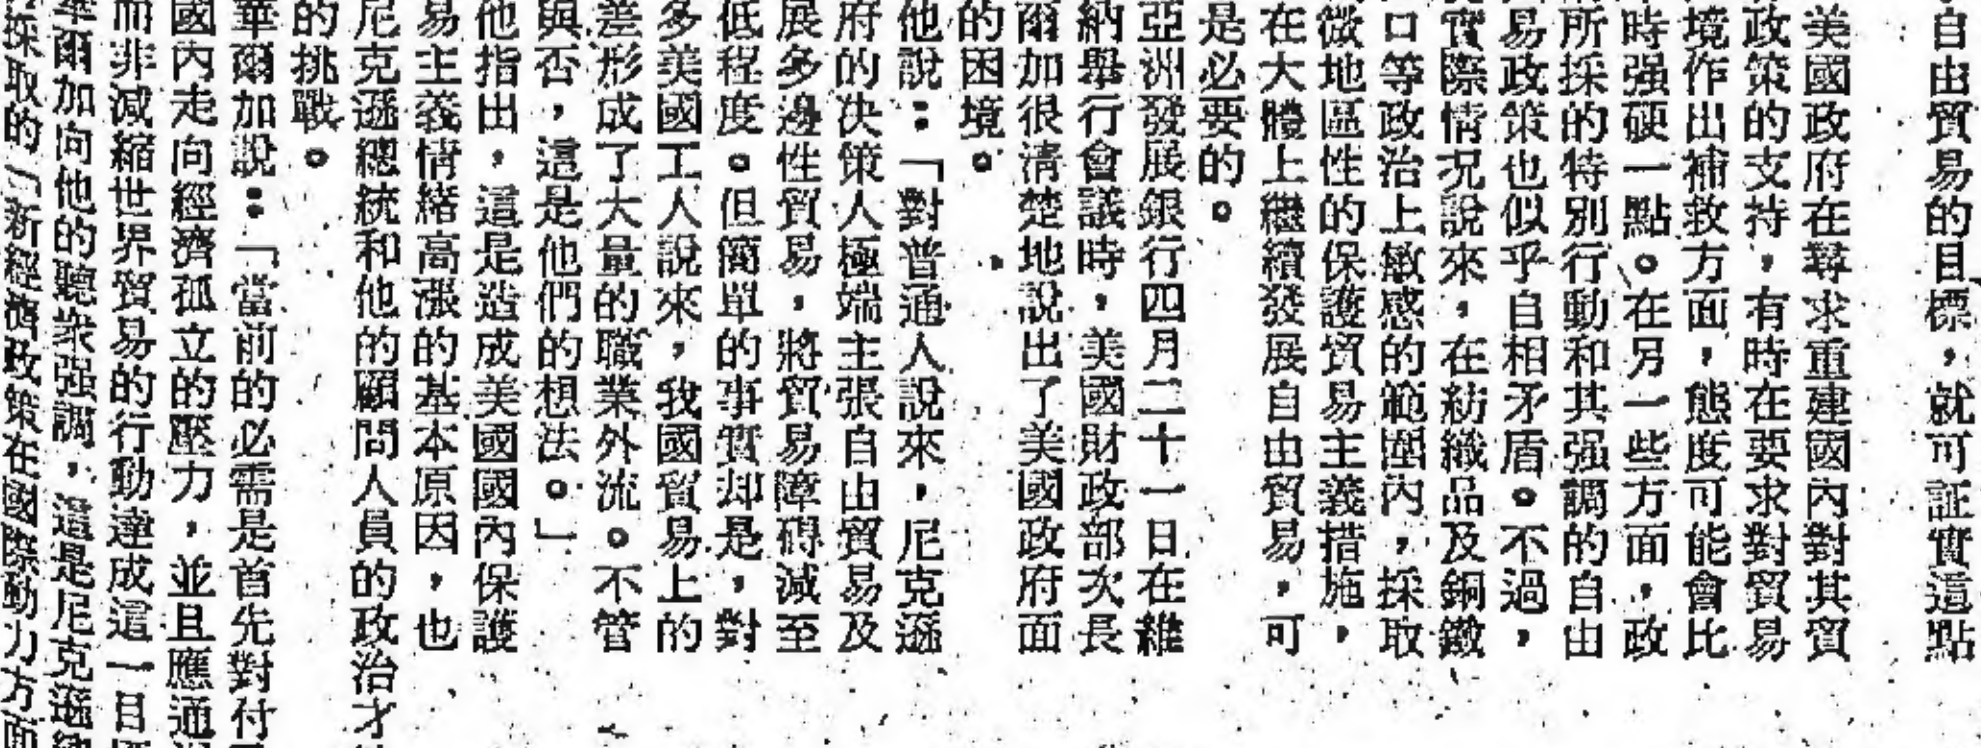 自由貿易的目標，就可証實這點
美國政府在尋求重建國內對其貿
政策的支持，有時在要求對貿易
境作出補救方面，態度可能會比
時强硬一點。在另一些方面，政
所採的特別行動和其强調的自由
易政策也似乎自相矛盾。不過，
實際情况說來，在紡織品及鋼鐵
口等政治上敏感的範圍內，採取
微地區性的保護貿易主義措施，
在大體上繼續發展自由貿易，可
是必要的。
亞洲發展銀行四月二十一日在維
納舉行會議時，美國財政部次長
爾加很清楚地說出了美國政府面
的困境。
他說：「對普通人說來，尼克遜
府的决策人極端主張自由貿易及
展多邊性貿易，將貿易障碍減至
低程度。但簡單的事實却是，對
多美國工人說來，我國貿易上的
差形成了大量的職業外流。不管
與否，這是他們的想法。」
他指出，這是造成美國國內保護
易主義情緒高漲的基本原因，也
尼克遜總統和他的顧問人員的政治才
的挑戰。
華爾加說：「當前的必需是首先對付
國內走向經濟孤立的壓力，並且應通
而非減縮世界貿易的行動達成這一目
爾加向他的聽衆强調，這是尼克遜
採取的「新經濟政策在國際動力方面